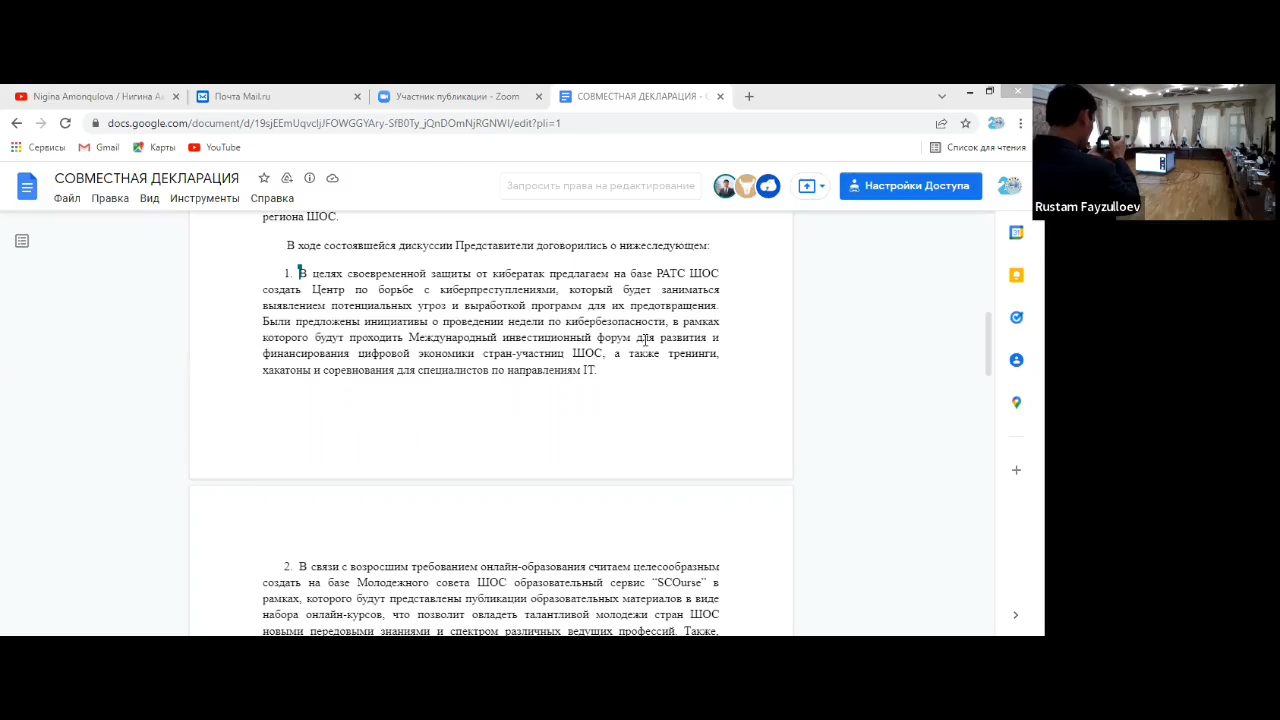 Nigina Amonqulova / Нигина Ам
Почта Mail.ru
Участник публикации - Zoom
СОВМЕСТНАЯ ДЕКЛАРАЦИЯ - G
docs.google.com/document/d/19sjEEmUqvcIjJFOWGGYAry-SfB0Ty_jQnDOmNjRGNWI/edit?pli=1
Сервисы
Gmail
Карты
YouTube
Список для чтения
Rustam Fayzulloev
СОВМЕСТНАЯ ДЕКЛАРАЦИЯ
Файл Правка Вид Инструменты Справка
Запросить права на редактирование
Настройки Доступа
региона ШОС.
В ходе состоявшейся дискуссии Представители договорились о нижеследующем:
1. В целях своевременной защиты от кибератак предлагаем на базе РАТС ШОС
создать Центр по борьбе с киберпреступлениями, который будет заниматься
выявлением потенциальных угроз и выработкой программ для их предотвращения.
Были предложены инициативы о проведении недели по кибербезопасности, в рамках
которого будут проходить Международный инвестиционный форум для развития и
финансирования цифровой экономики стран-участниц ШОС, а также тренинги,
хакатоны и соревнования для специалистов по направлениям IT.
2. В связи с возросшим требованием онлайн-образования считаем целесообразным
создать на базе Молодежного совета ШОС образовательный сервис “SCOurse” в
рамках, которого будут представлены публикации образовательных материалов в виде
набора онлайн-курсов, что позволит овладеть талантливой молодежи стран ШОС
новыми передовыми знаниями и спектром различных ведущих профессий. Также,